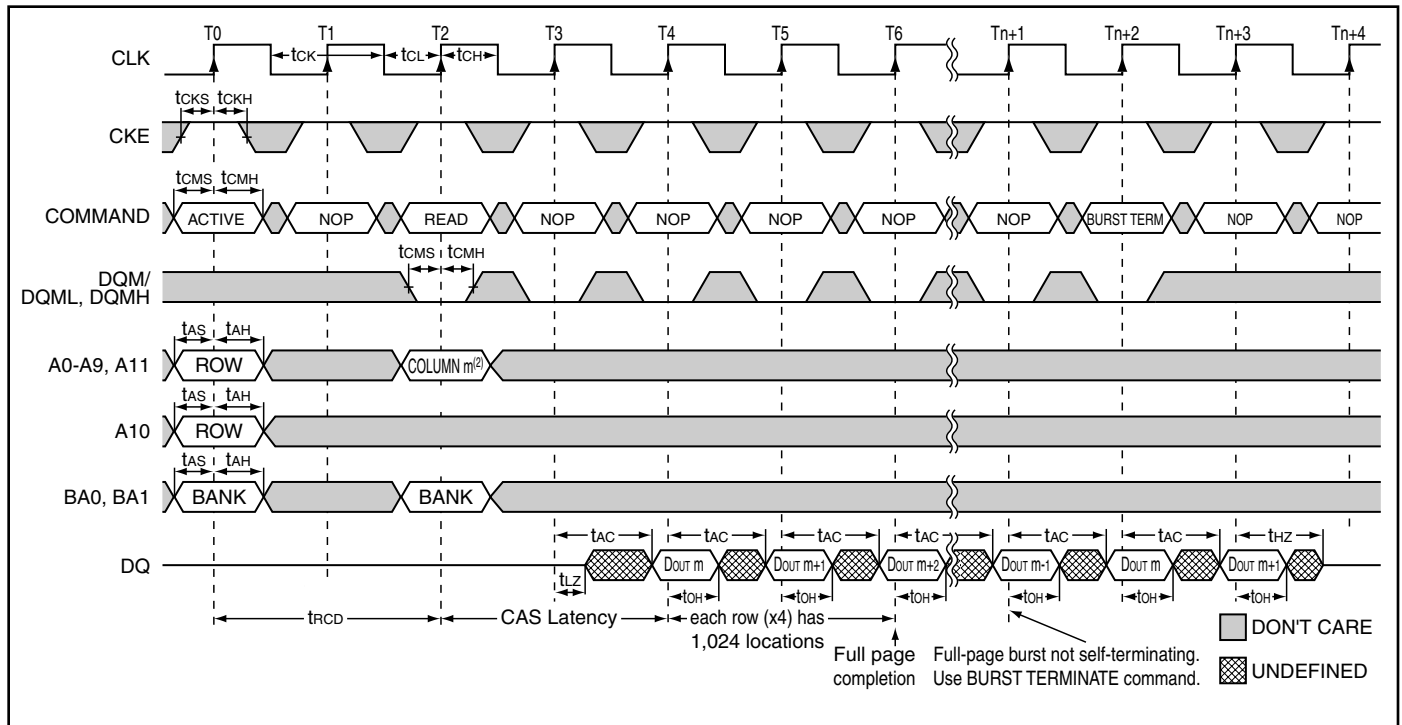 T0 T1 T2 T3 T4 T5 T6 Tn+1 Tn+2 Tn+3 Tn+4
CLK
tCK tCL tCH
tCKS tCKH
CKE
tCMS tCMH
COMMAND ACTIVE NOP READ NOP NOP NOP NOP NOP BURST TERM NOP NOP
tCMS tCMH
DQM/
DQML, DQMH
tAS tAH
A0-A9, A11 ROW COLUMN m(2)
tAS tAH
A10 ROW
tAS tAH
BA0, BA1 BANK BANK
tAC tAC tAC tAC tAC tAC tHZ
DQ DOUT m DOUT m+1 DOUT m+2 DOUT m-1 DOUT m DOUT m+1
tLZ tOH tOH tOH tOH tOH tOH
tRCD CAS Latency each row (x4) has
1,024 locations
Full page
completion
Full-page burst not self-terminating.
Use BURST TERMINATE command.
DON'T CARE
UNDEFINED